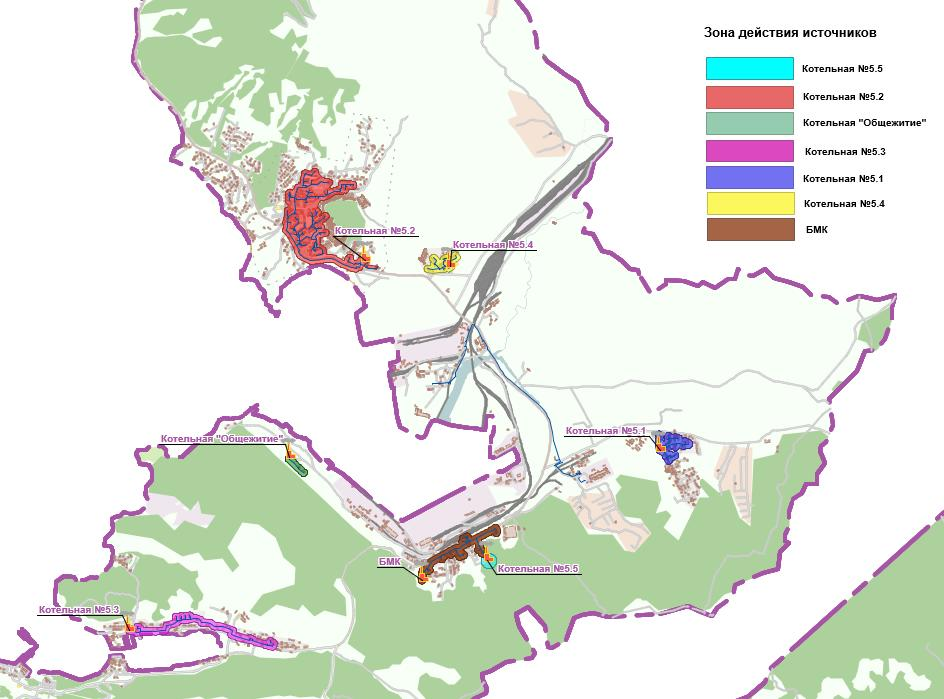 Зона действия источников
Котельная №5.5
Котельная №5.2
Котельная "Общежитие"
Котельная №5.3
Котельная №5.1
Котельная №5.4
БМК
Котельная №5.2
Котельная №5.4
Котельная №5.1
Котельная "Общежитие"
БМК
Котельная №5.5
Котельная №5.3